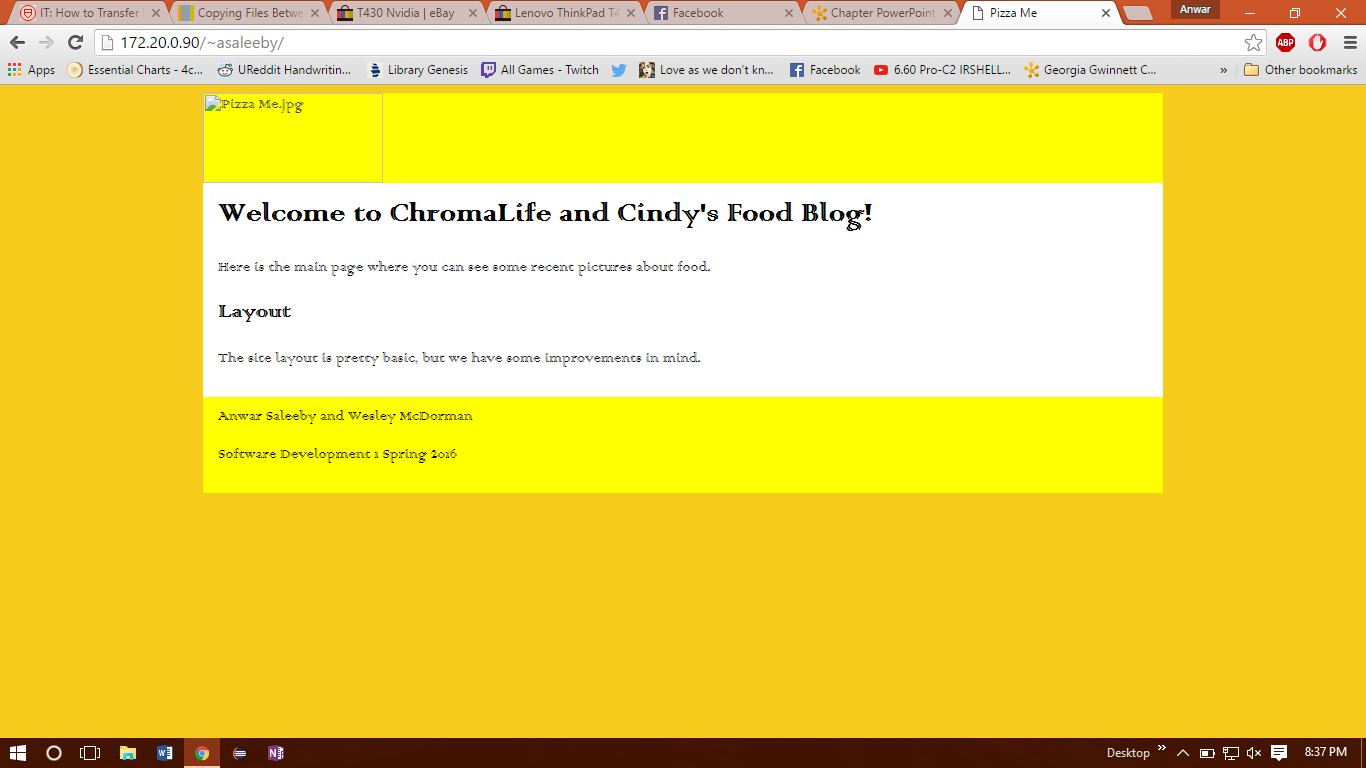 IT: How to Transfer
Copying Files Betwe
T430 Nvidia | eBay
Lenovo ThinkPad T4
Facebook
Chapter PowerPoint
Pizza Me
Anwar
172.20.0.90/~asaleeby/
ABP
Apps
Essential Charts - 4c...
UReddit Handwritin...
Library Genesis
All Games - Twitch
Love as we don't kn...
Facebook
6.60 Pro-C2 IRSHELL...
Georgia Gwinnett C...
»
Other bookmarks
Pizza Me.jpg
Welcome to ChromaLife and Cindy's Food Blog!
Here is the main page where you can see some recent pictures about food.
Layout
The site layout is pretty basic, but we have some improvements in mind.
Anwar Saleeby and Wesley McDorman
Software Development 1 Spring 2016
Desktop »
8:37 PM